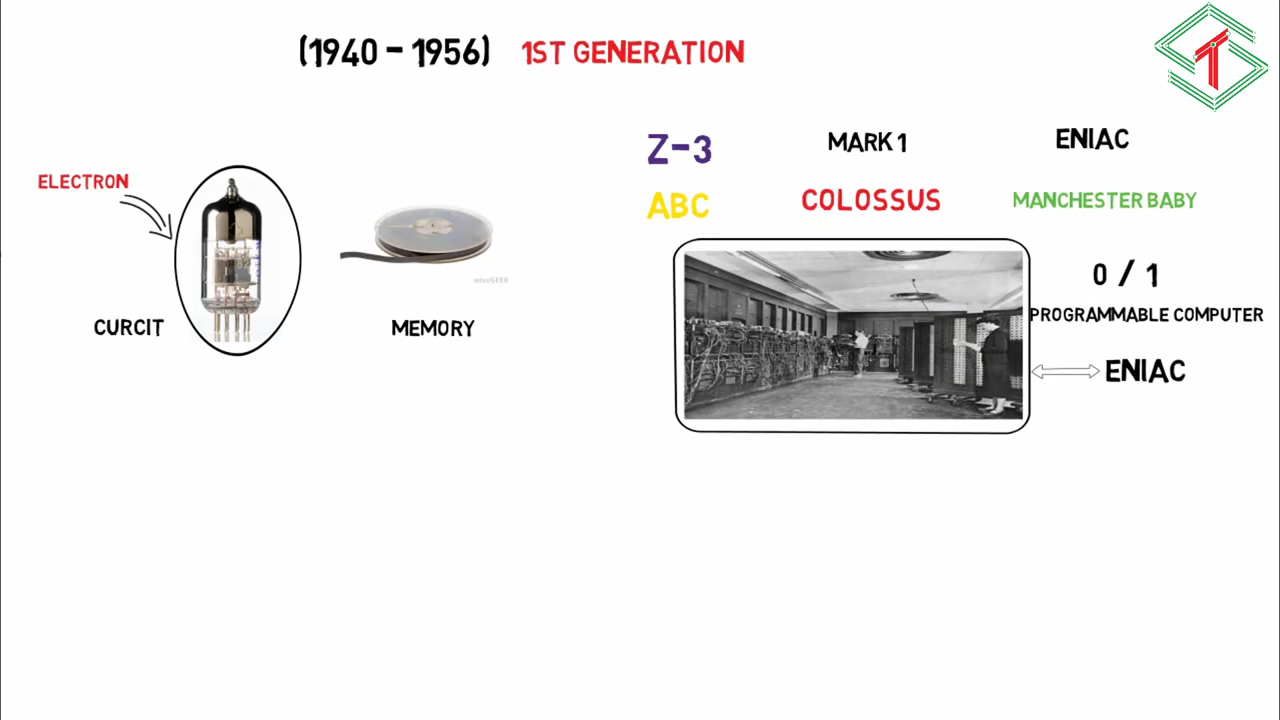 (1940 - 1956) 1ST GENERATION
ELECTRON
CURCIT
MEMORY
wiseGEEK
Z-3 MARK 1 ENIAC
ABC COLOSSUS MANCHESTER BABY
0 / 1
PROGRAMMABLE COMPUTER
ENIAC